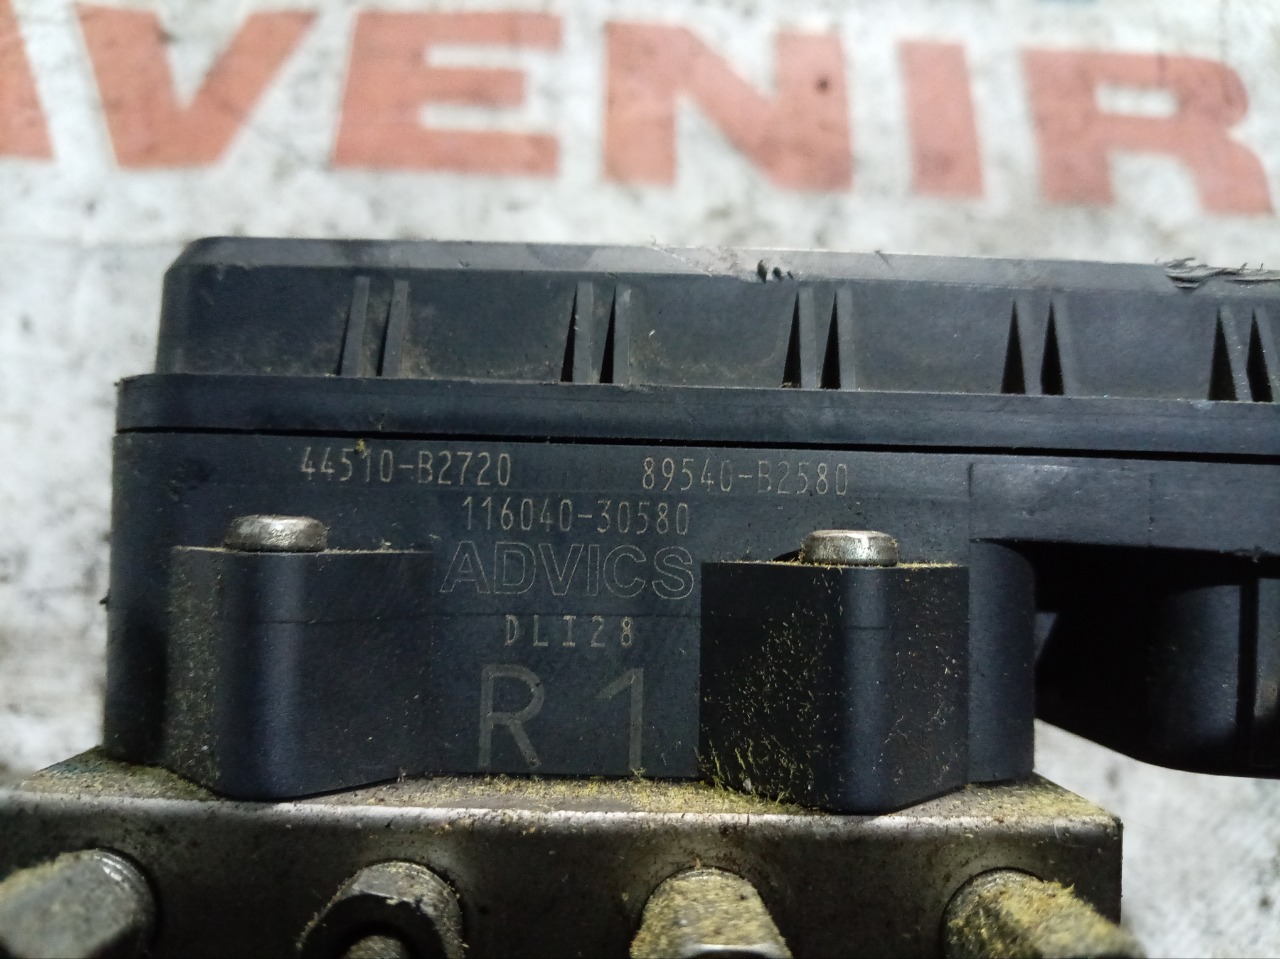 AVENIR
44510-B2720 89540-B2580
116040-30580
ADVICS
DLI28
R1